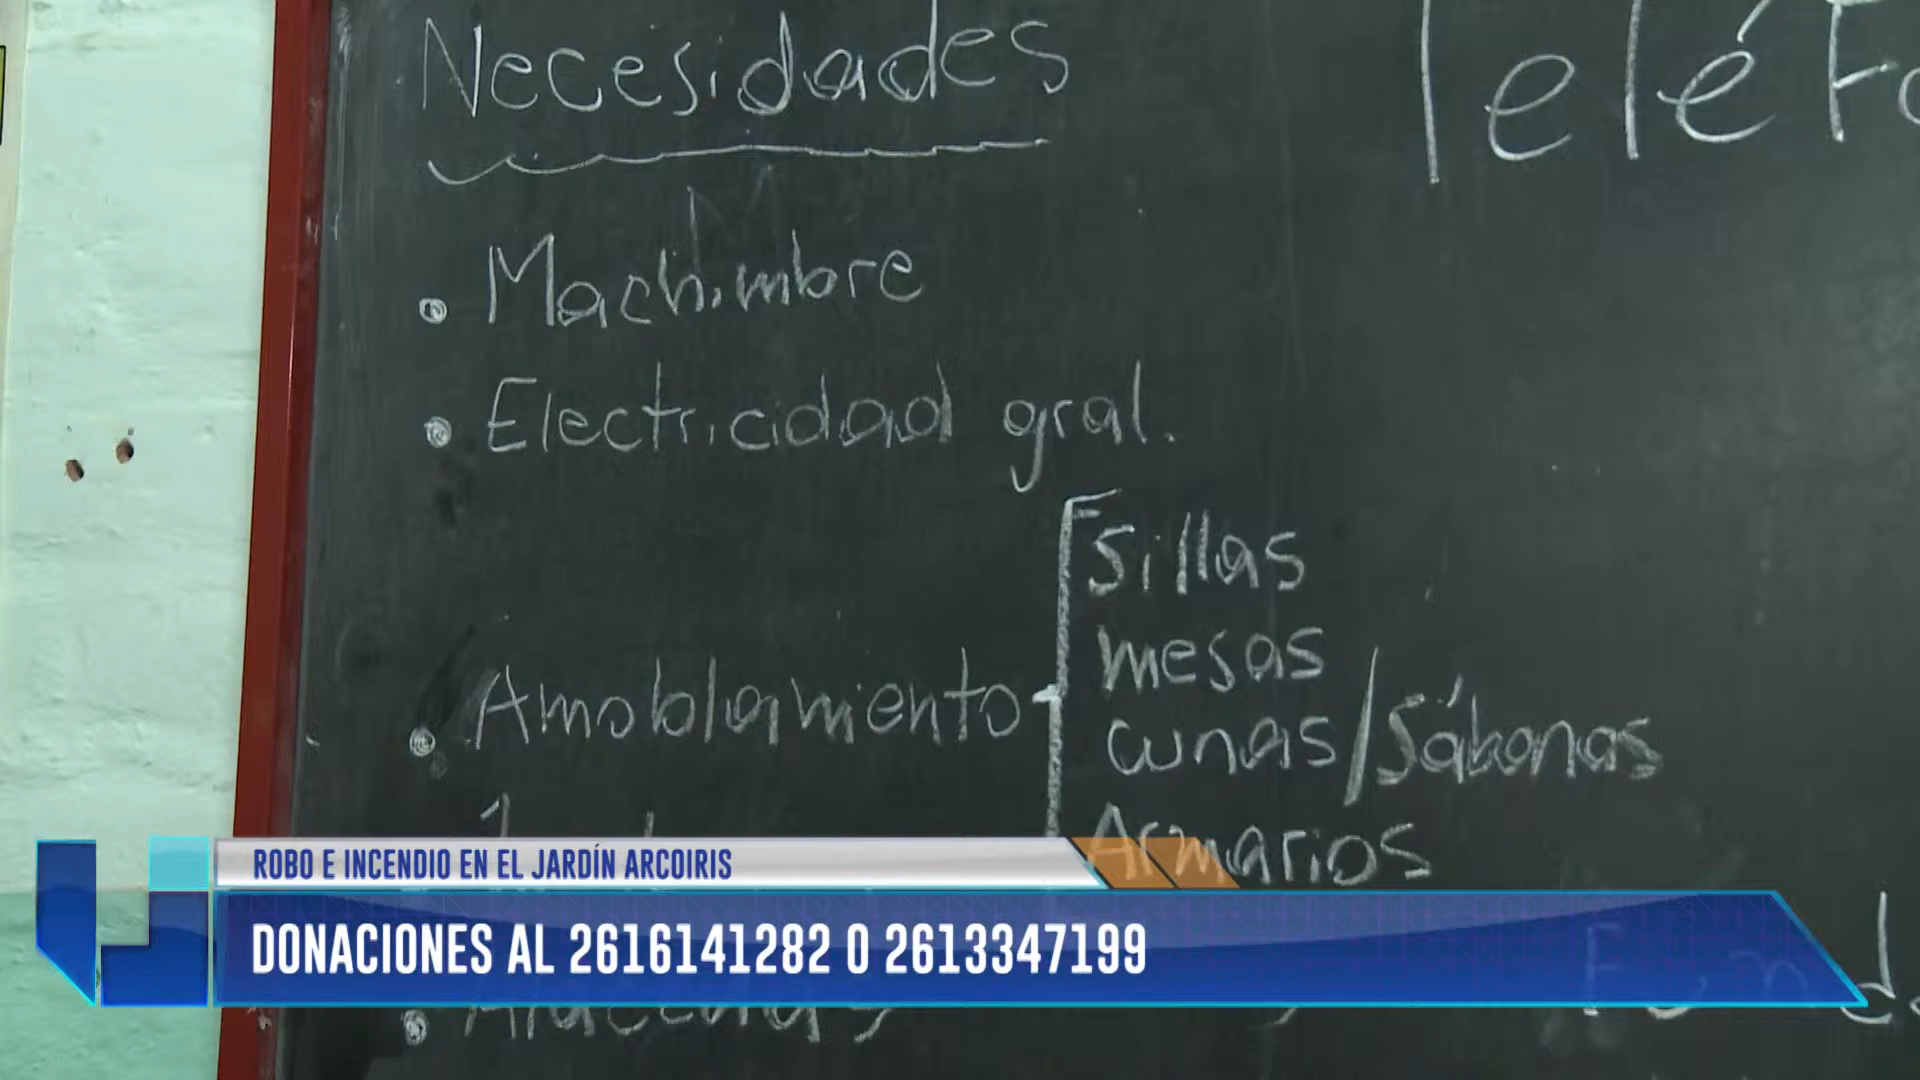 Necesidades
Teléfo
• Machimbre
• Electricidad gral.
• Amoblamiento
Sillas
mesas
cunas/Sábanas
Armarios
ROBO E INCENDIO EN EL JARDÍN ARCOIRIS
DONACIONES AL 2616141282 O 2613347199